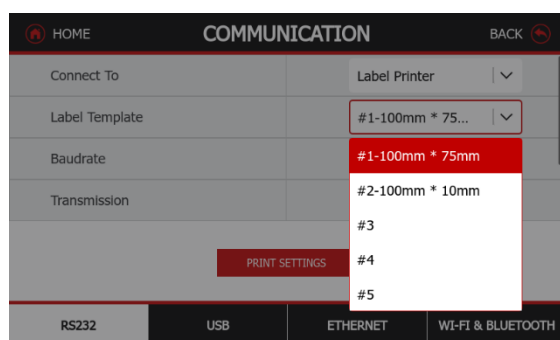 HOME COMMUNICATION BACK
Connect To Label Printer
Label Template #1-100mm * 75...
Baudrate #1-100mm * 75mm
#2-100mm * 10mm
Transmission
#3
PRINT SETTINGS #4
#5
RS232 USB ETHERNET WI-FI & BLUETOOTH